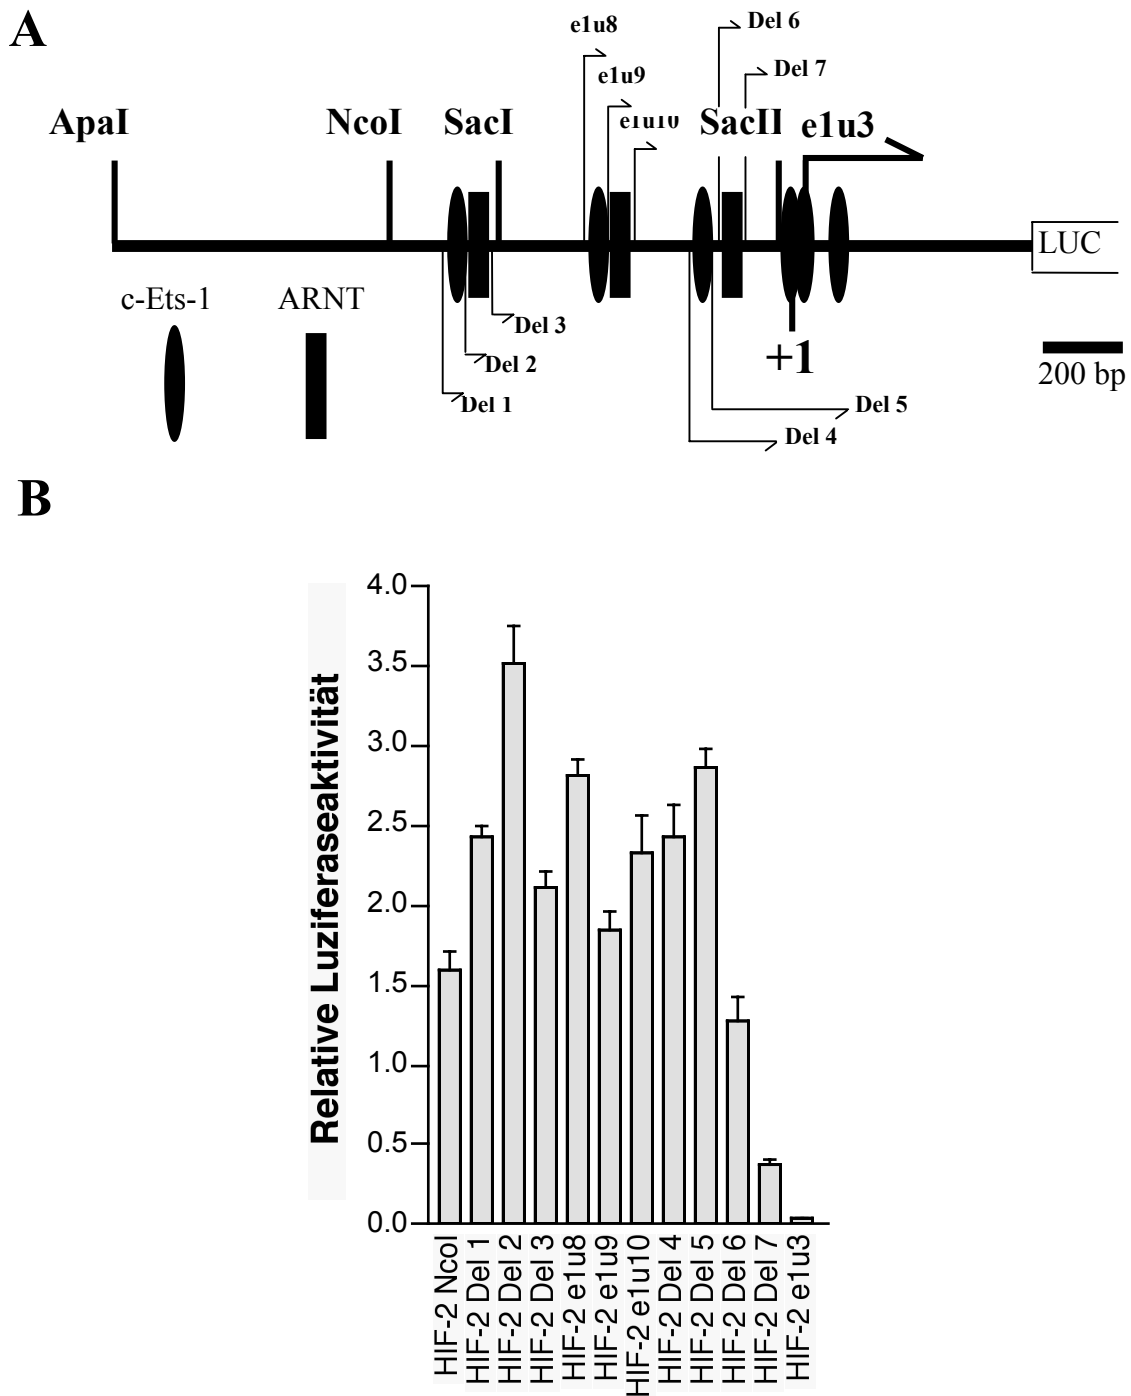 A
e1u8
Del 6
e1u9
Del 7
ApaI
NcoI
SacI
e1u10
SacII
e1u3
LUC
c-Ets-1
ARNT
Del 3
Del 2
Del 1
+1
200 bp
Del 5
Del 4
B
Relative Luziferaseaktivität
4.0
3.5
3.0
2.5
2.0
1.5
1.0
0.5
0.0
HIF-2 NcoI
HIF-2 Del 1
HIF-2 Del 2
HIF-2 Del 3
HIF-2 e1u8
HIF-2 e1u9
HIF-2 e1u10
HIF-2 Del 4
HIF-2 Del 5
HIF-2 Del 6
HIF-2 Del 7
HIF-2 e1u3